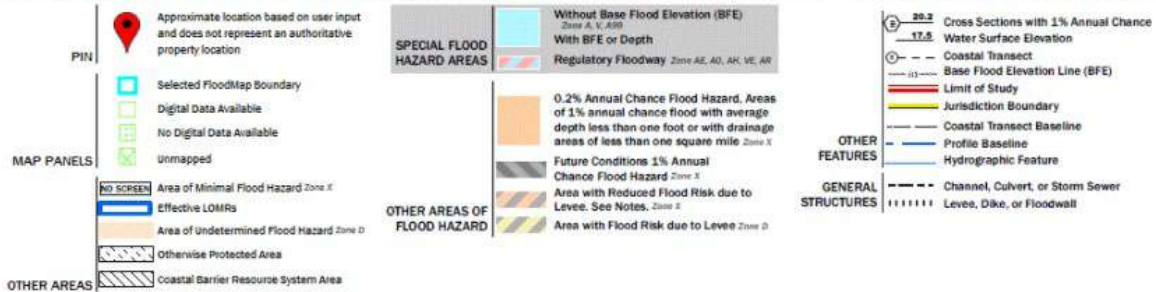 PIN
Approximate location based on user input
and does not represent an authoritative
property location
MAP PANELS
Selected FloodMap Boundary
Digital Data Available
No Digital Data Available
Unmapped
OTHER AREAS
NO SCREEN Area of Minimal Flood Hazard Zone X
Effective LOMRs
Area of Undetermined Flood Hazard Zone D
Otherwise Protected Area
Coastal Barrier Resource System Area
SPECIAL FLOOD
HAZARD AREAS
Without Base Flood Elevation (BFE)
Zone A, V, A99
With BFE or Depth
Regulatory Floodway Zone AE, AO, AH, VE, AR
OTHER AREAS OF
FLOOD HAZARD
0.2% Annual Chance Flood Hazard, Areas
of 1% annual chance flood with average
depth less than one foot or with drainage
areas of less than one square mile Zone X
Future Conditions 1% Annual
Chance Flood Hazard Zone X
Area with Reduced Flood Risk due to
Levee. See Notes. Zone X
Area with Flood Risk due to Levee Zone D
OTHER
FEATURES
B 20.2 Cross Sections with 1% Annual Chance
17.5 Water Surface Elevation
Coastal Transect
Base Flood Elevation Line (BFE)
Limit of Study
Jurisdiction Boundary
Coastal Transect Baseline
Profile Baseline
Hydrographic Feature
GENERAL
STRUCTURES
Channel, Culvert, or Storm Sewer
Levee, Dike, or Floodwall